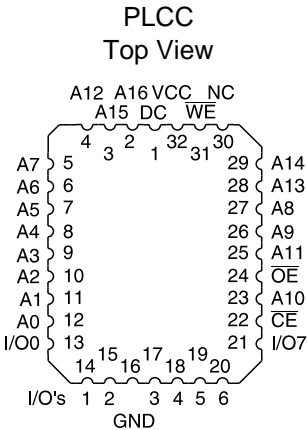 PLCC
Top View
A12 A16 VCC NC
A15 DC WE
4 2 32 30
3 1 31
A7 5 29 A14
A6 6 28 A13
A5 7 27 A8
A4 8 26 A9
A3 9 25 A11
A2 10 24 OE
A1 11 23 A10
A0 12 22 CE
I/O0 13 21 I/O7
15 17 19
14 16 18 20
I/O's 1 2 3 4 5 6
GND